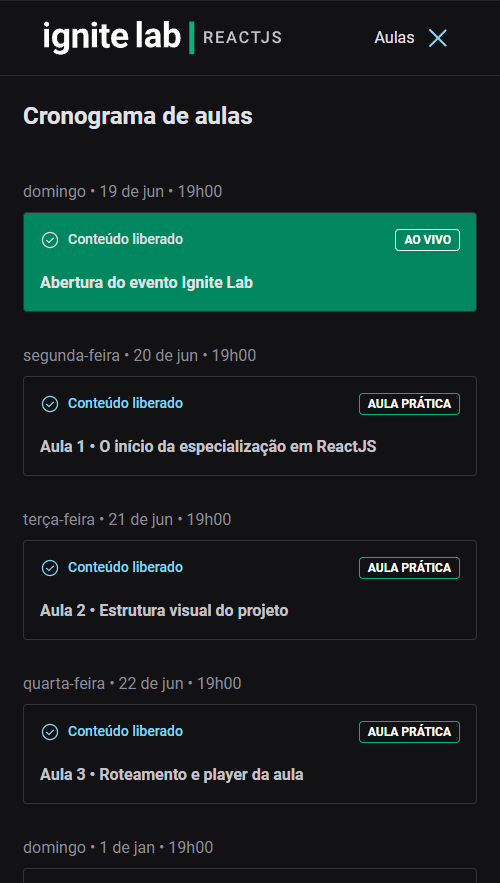 ignite lab | REACTJS
Aulas
Cronograma de aulas
domingo • 19 de jun • 19h00
Conteúdo liberado
AO VIVO
Abertura do evento Ignite Lab
segunda-feira • 20 de jun • 19h00
Conteúdo liberado
AULA PRÁTICA
Aula 1 • O início da especialização em ReactJS
terça-feira • 21 de jun • 19h00
Conteúdo liberado
AULA PRÁTICA
Aula 2 • Estrutura visual do projeto
quarta-feira • 22 de jun • 19h00
Conteúdo liberado
AULA PRÁTICA
Aula 3 • Roteamento e player da aula
domingo • 1 de jan • 19h00